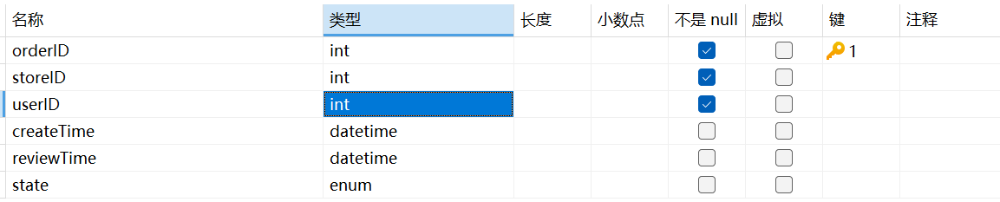 名称 类型 长度 小数点 不是 null 虚拟 键 注释
orderID int 1
storeID int
userID int
createTime datetime
reviewTime datetime
state enum